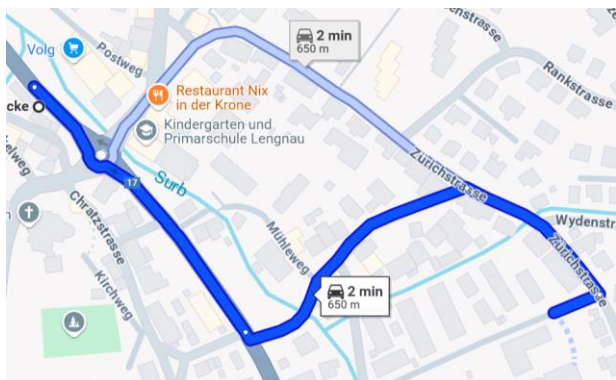 Volg
Postweg
2 min
650 m
Zürichstrasse
Rankstrasse
cke
Restaurant Nix
in der Krone
Kindergarten und
Primarschule Lengnau
Zürichstrasse
17
Surb
Chratzstrasse
Mühleweg
Wydenstr
Zürichstrasse
Kirchweg
2 min
650 m